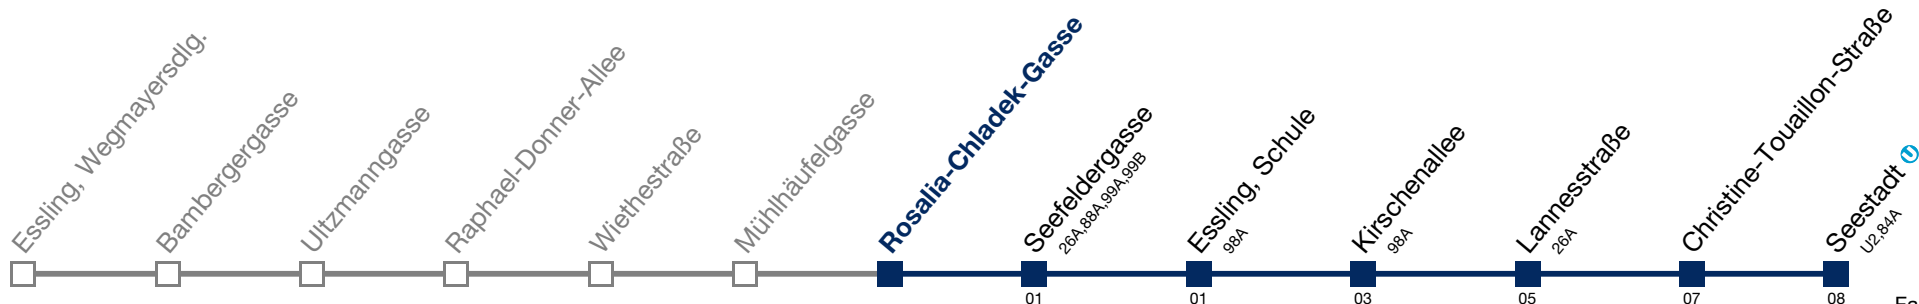 Essling, Wegmayersdlg.
Bambergergasse
Ultzmanngasse
Raphael-Donner-Allee
Wiethestraße
Mühlhäufelgasse
Rosalia-Chladek-Gasse
Seefeldergasse
26A,88A,99A,99B
Essling, Schule
98A
Kirschenallee
98A
Lannesstraße
26A
Christine-Touaillon-Straße
Seestadt U
U2,84A
01
01
03
05
07
08